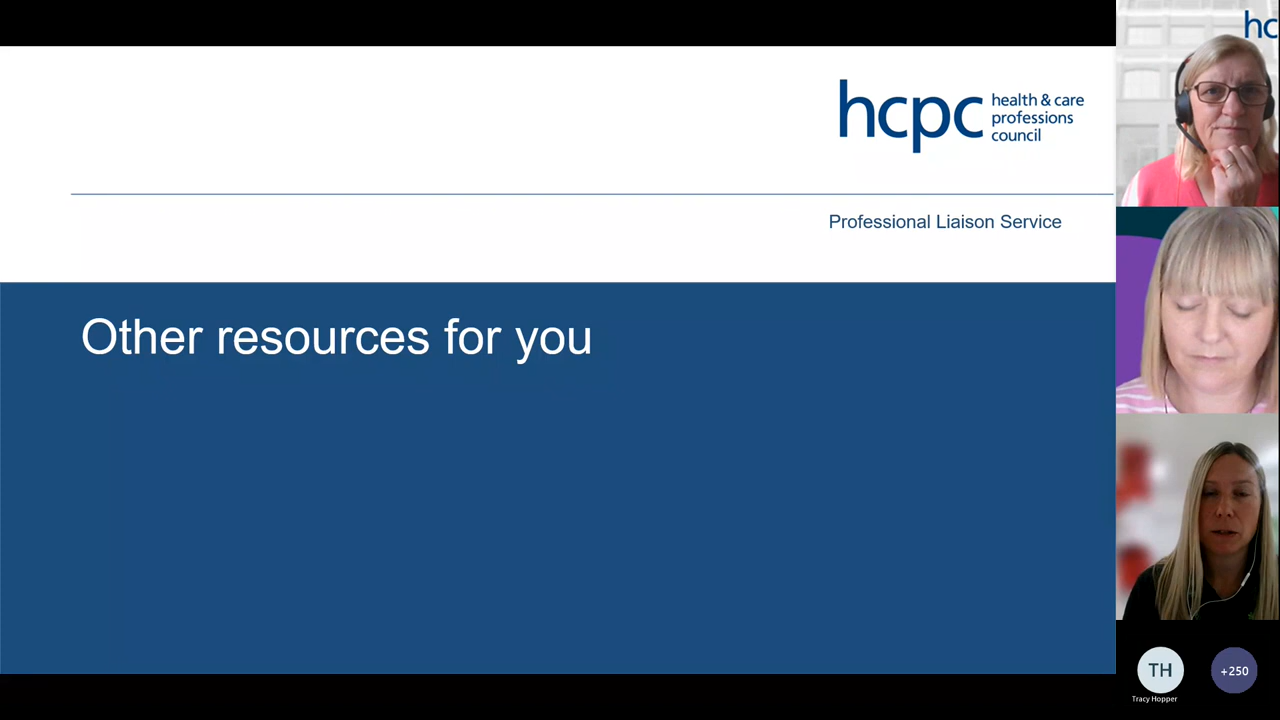 hcpc
health & care
professions
council
Professional Liaison Service
Other resources for you
hc
TH
+250
Tracy Hopper